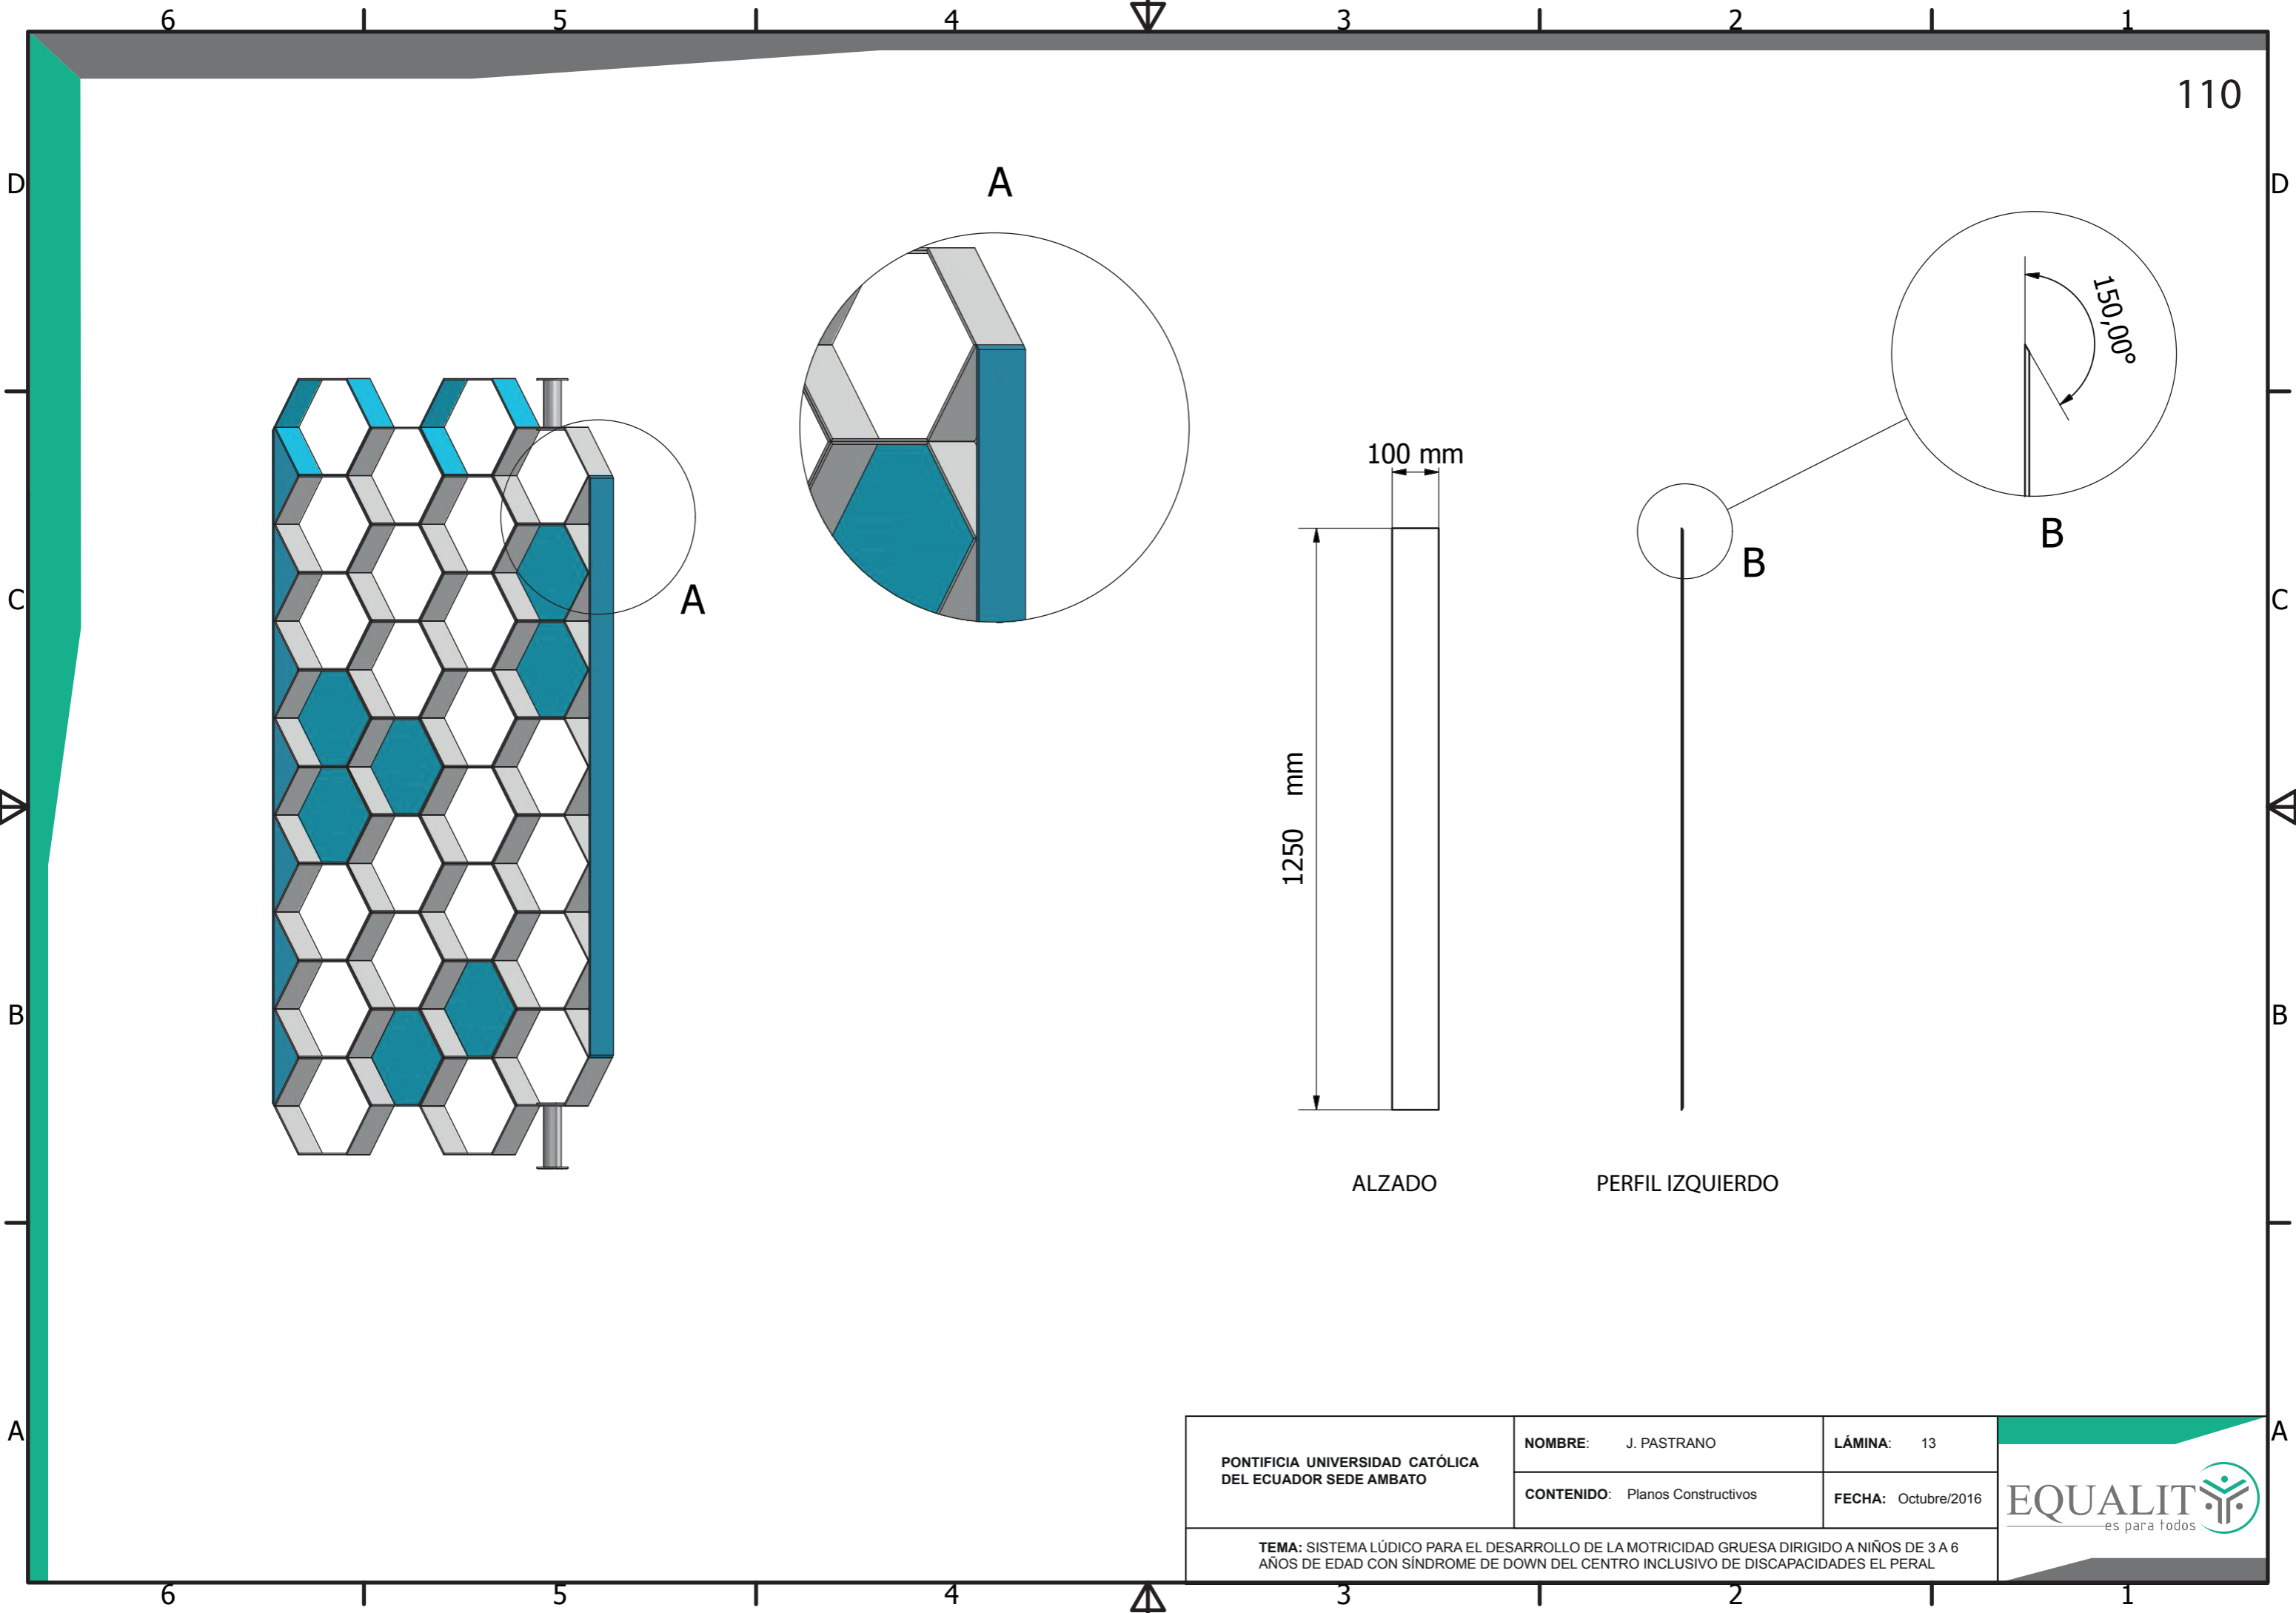 6 5 4 3 2 1
110
D D
A
150,00°
B
100 mm
B
C A C
1250 mm
B B
ALZADO PERFIL IZQUIERDO
A A
PONTIFICIA UNIVERSIDAD CATÓLICA
DEL ECUADOR SEDE AMBATO
NOMBRE: J. PASTRANO
LÁMINA: 13
CONTENIDO: Planos Constructivos
FECHA: Octubre/2016
TEMA: SISTEMA LÚDICO PARA EL DESARROLLO DE LA MOTRICIDAD GRUESA DIRIGIDO A NIÑOS DE 3 A 6
AÑOS DE EDAD CON SÍNDROME DE DOWN DEL CENTRO INCLUSIVO DE DISCAPACIDADES EL PERAL
EQUALIT
es para todos
6 5 4 3 2 1